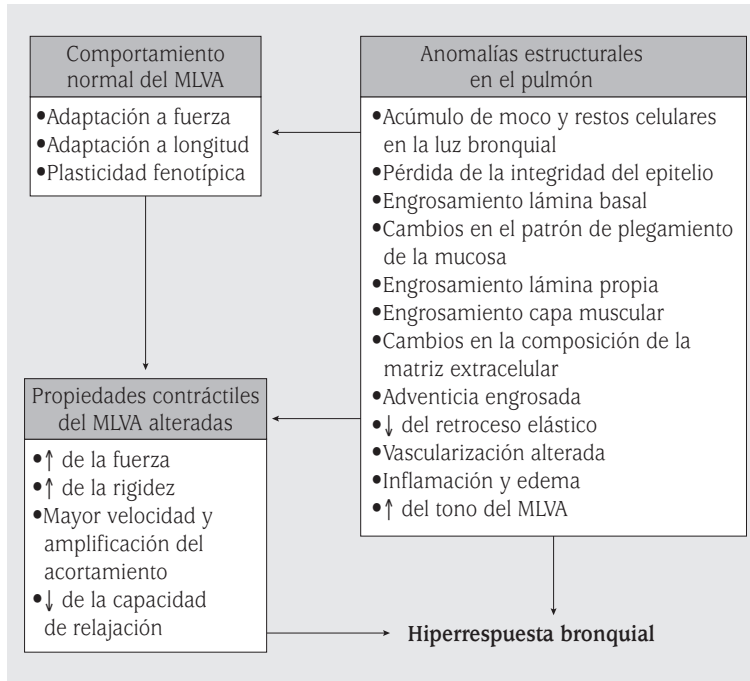 Comportamiento
normal del MLVA
•Adaptación a fuerza
•Adaptación a longitud
•Plasticidad fenotípica
Anomalías estructurales
en el pulmón
•Acúmulo de moco y restos celulares
en la luz bronquial
•Pérdida de la integridad del epitelio
•Engrosamiento lámina basal
•Cambios en el patrón de plegamiento
de la mucosa
•Engrosamiento lámina propia
•Engrosamiento capa muscular
•Cambios en la composición de la
matriz extracelular
•Adventicia engrosada
•↓ del retroceso elástico
•Vascularización alterada
•Inflamación y edema
•↑ del tono del MLVA
Propiedades contráctiles
del MLVA alteradas
•↑ de la fuerza
•↑ de la rigidez
•Mayor velocidad y
amplificación del
acortamiento
•↓ de la capacidad
de relajación
Hiperrespuesta bronquial